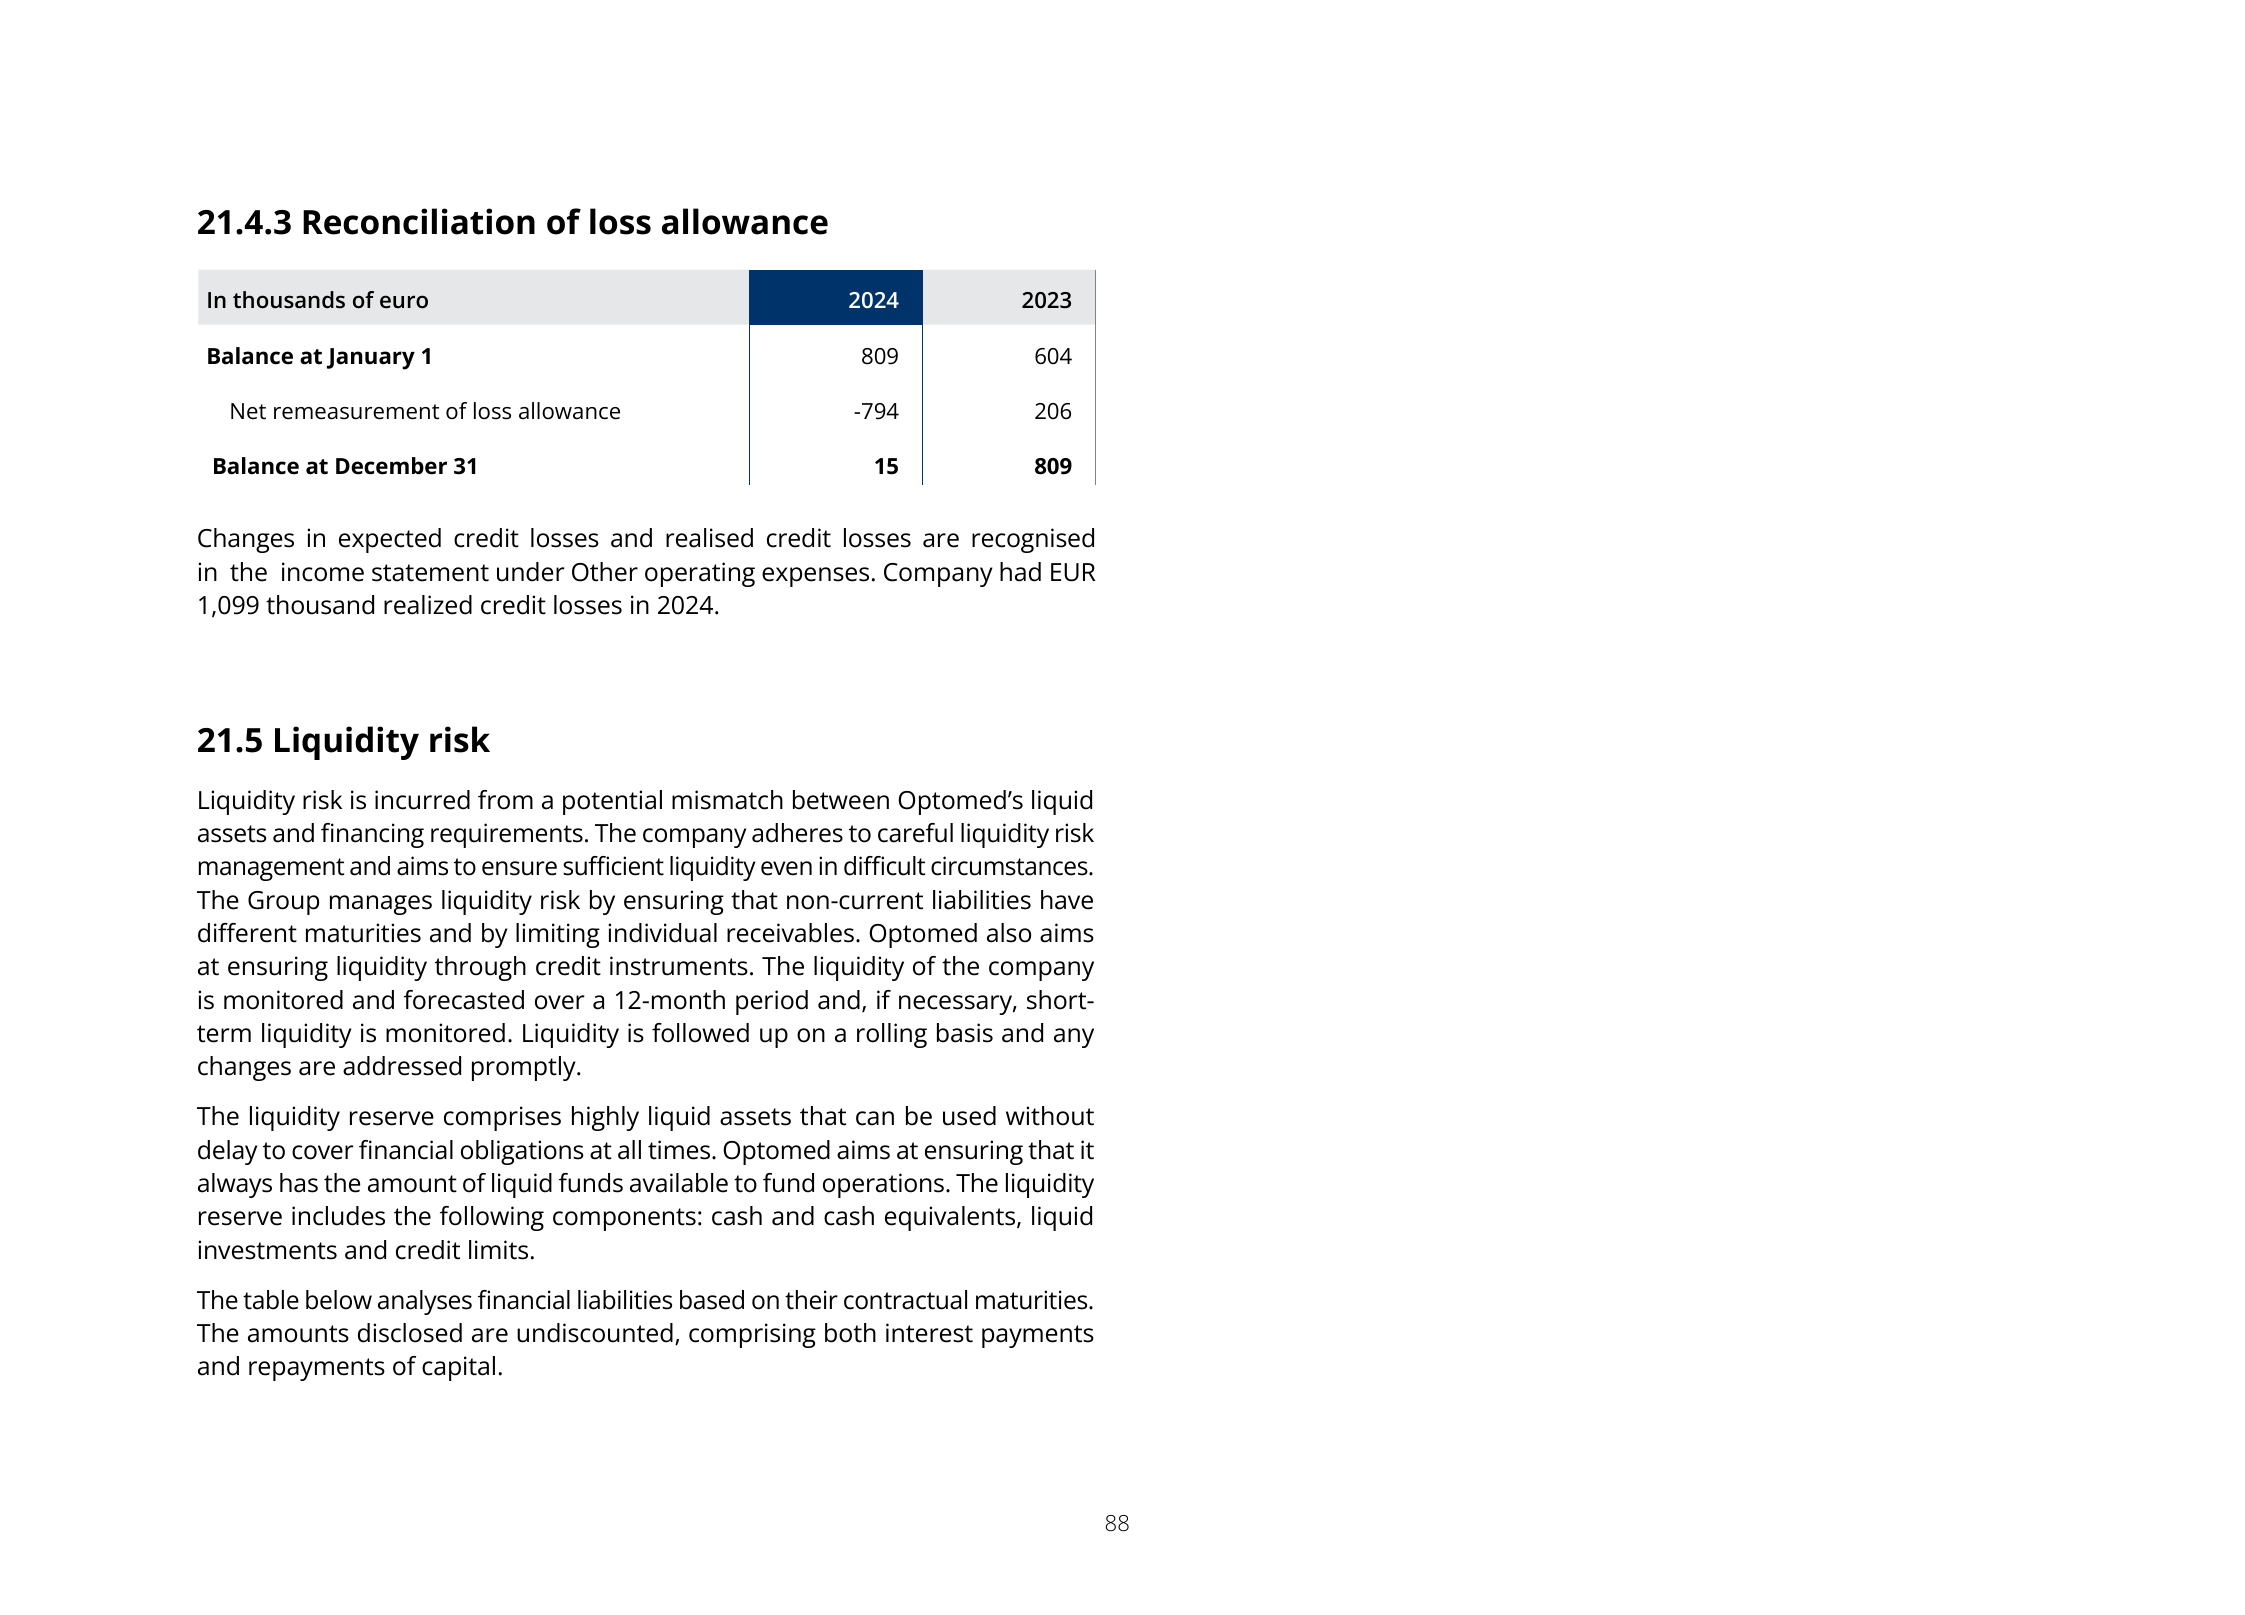 21.4.3 Reconciliation of loss allowance
In thousands of euro 2024 2023
Balance at January 1 809 604
Net remeasurement of loss allowance -794 206
Balance at December 31 15 809
Changes in expected credit losses and realised credit losses are recognised
in the income statement under Other operating expenses. Company had EUR
1,099 thousand realized credit losses in 2024.
21.5 Liquidity risk
Liquidity risk is incurred from a potential mismatch between Optomed’s liquid
assets and financing requirements. The company adheres to careful liquidity risk
management and aims to ensure sufficient liquidity even in difficult circumstances.
The Group manages liquidity risk by ensuring that non-current liabilities have
different maturities and by limiting individual receivables. Optomed also aims
at ensuring liquidity through credit instruments. The liquidity of the company
is monitored and forecasted over a 12-month period and, if necessary, short-
term liquidity is monitored. Liquidity is followed up on a rolling basis and any
changes are addressed promptly.
The liquidity reserve comprises highly liquid assets that can be used without
delay to cover financial obligations at all times. Optomed aims at ensuring that it
always has the amount of liquid funds available to fund operations. The liquidity
reserve includes the following components: cash and cash equivalents, liquid
investments and credit limits.
The table below analyses financial liabilities based on their contractual maturities.
The amounts disclosed are undiscounted, comprising both interest payments
and repayments of capital.
88